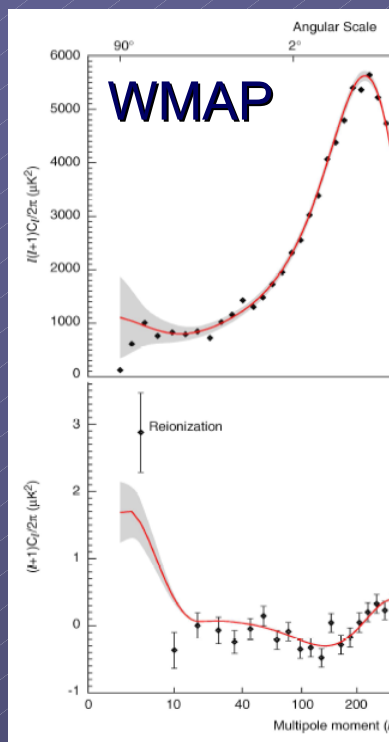 Angular Scale
90° 2°
WMAP
6000
5000
4000
3000
2000
1000
0
l(l+1)Cl/2π (μK²)
Reionization
3
2
1
0
-1
(l+1)Cl/2π (μK²)
0 10 40 100 200
Multipole moment (l